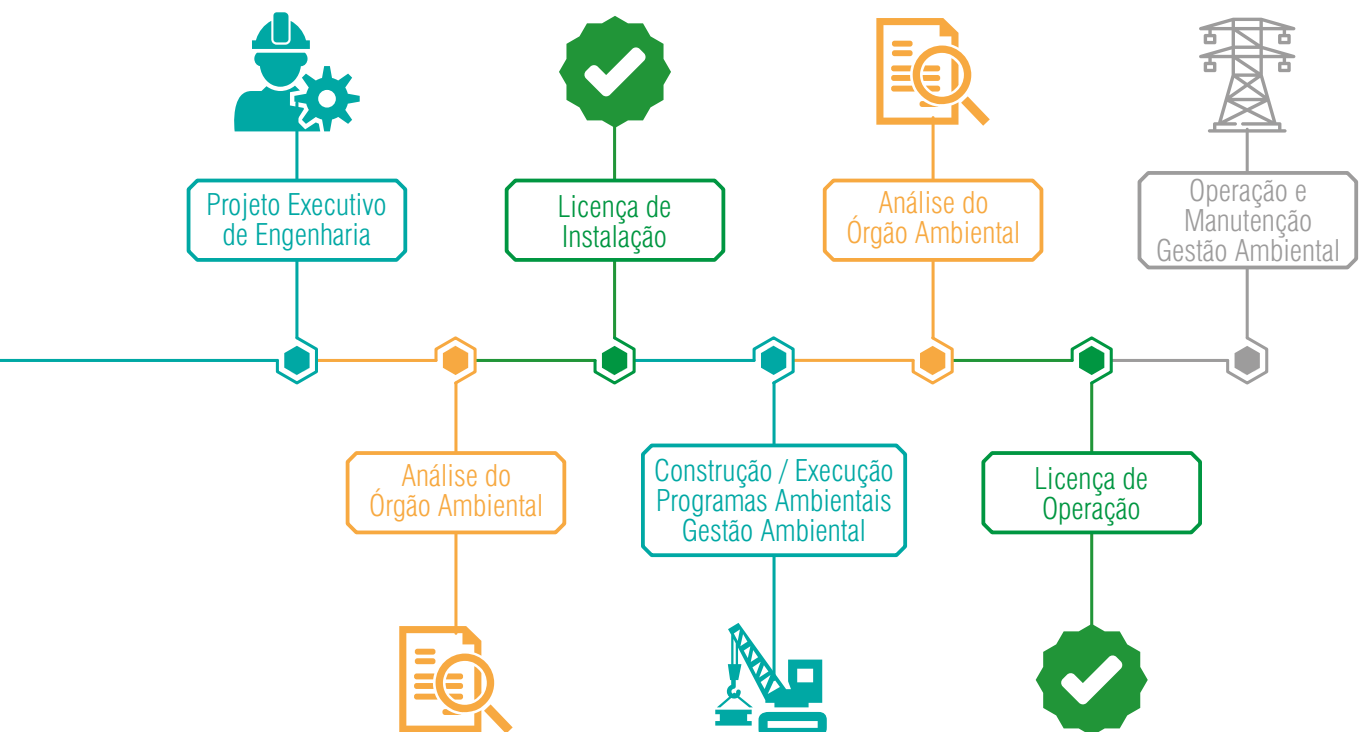 Projeto Executivo
de Engenharia
Análise do
Órgão Ambiental
Licença de
Instalação
Construção / Execução
Programas Ambientais
Gestão Ambiental
Análise do
Órgão Ambiental
Licença de
Operação
Operação e
Manutenção
Gestão Ambiental